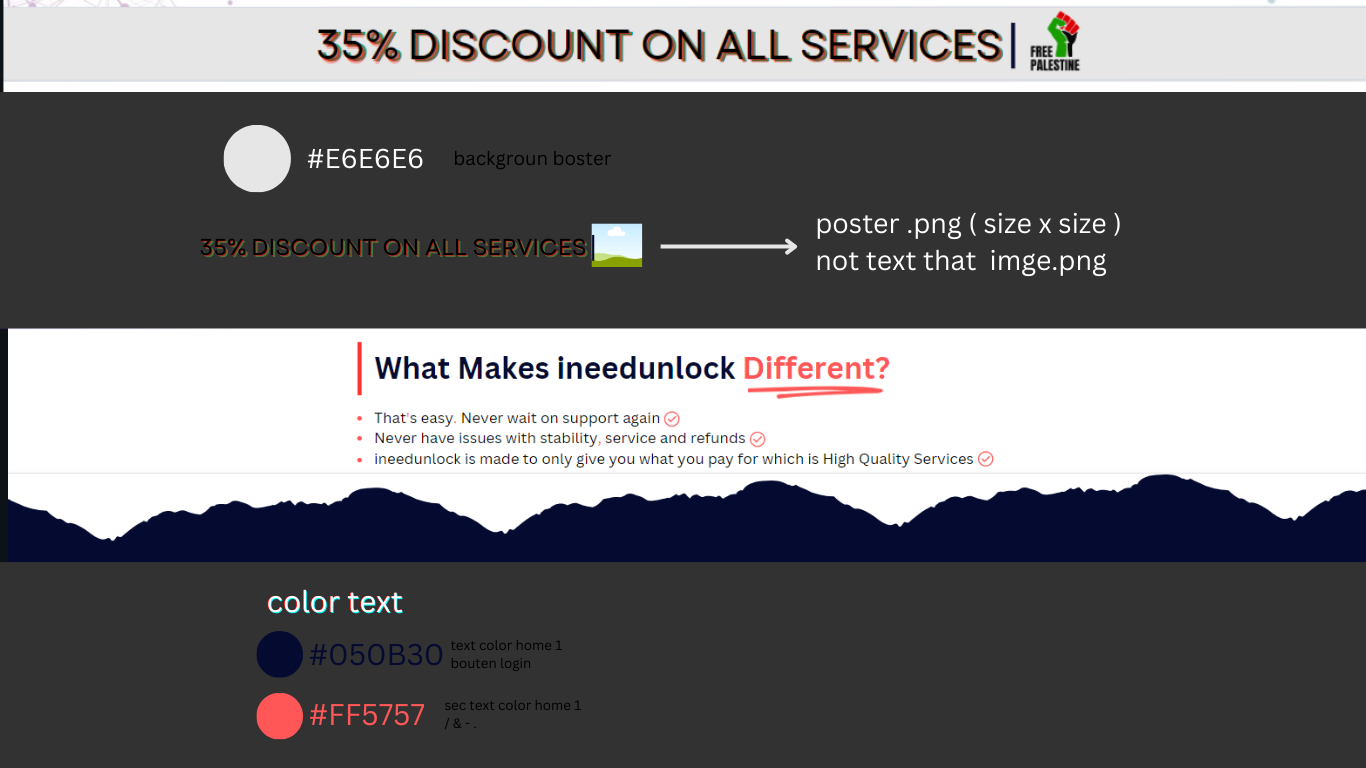 35% DISCOUNT ON ALL SERVICES
FREE
PALESTINE
#E6E6E6 backgroun boster
35% DISCOUNT ON ALL SERVICES
poster .png ( size x size )
not text that imge.png
What Makes ineedunlock Different?
That's easy. Never wait on support again
Never have issues with stability, service and refunds
ineedunlock is made to only give you what you pay for which is High Quality Services
color text
#050B30
text color home 1
bouten login
#FF5757
sec text color home 1
/ & - .